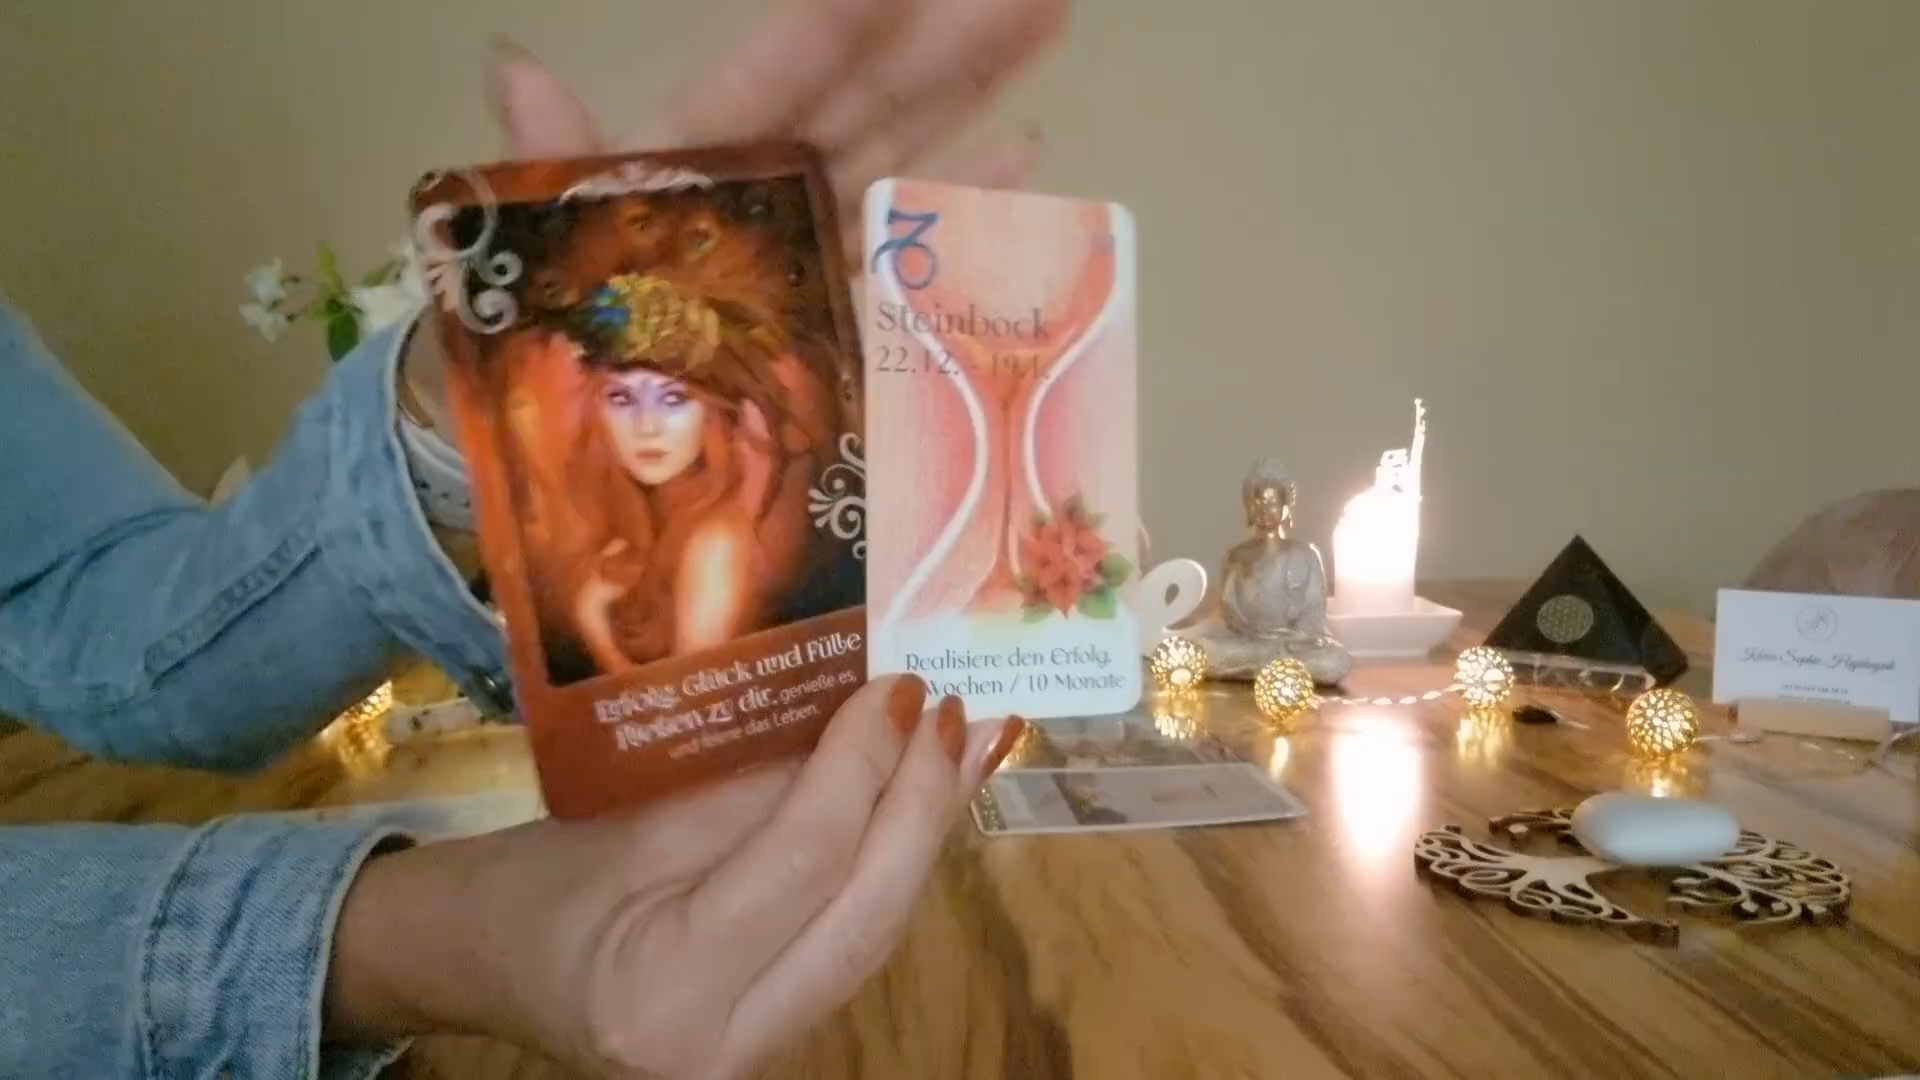 Erfolg, Glück und Fülle
fließen zu dir, genieße es,
und feiere das Leben.
Steinbock
22.12. - 19.1.
Realisiere den Erfolg,
Wochen / 10 Monate